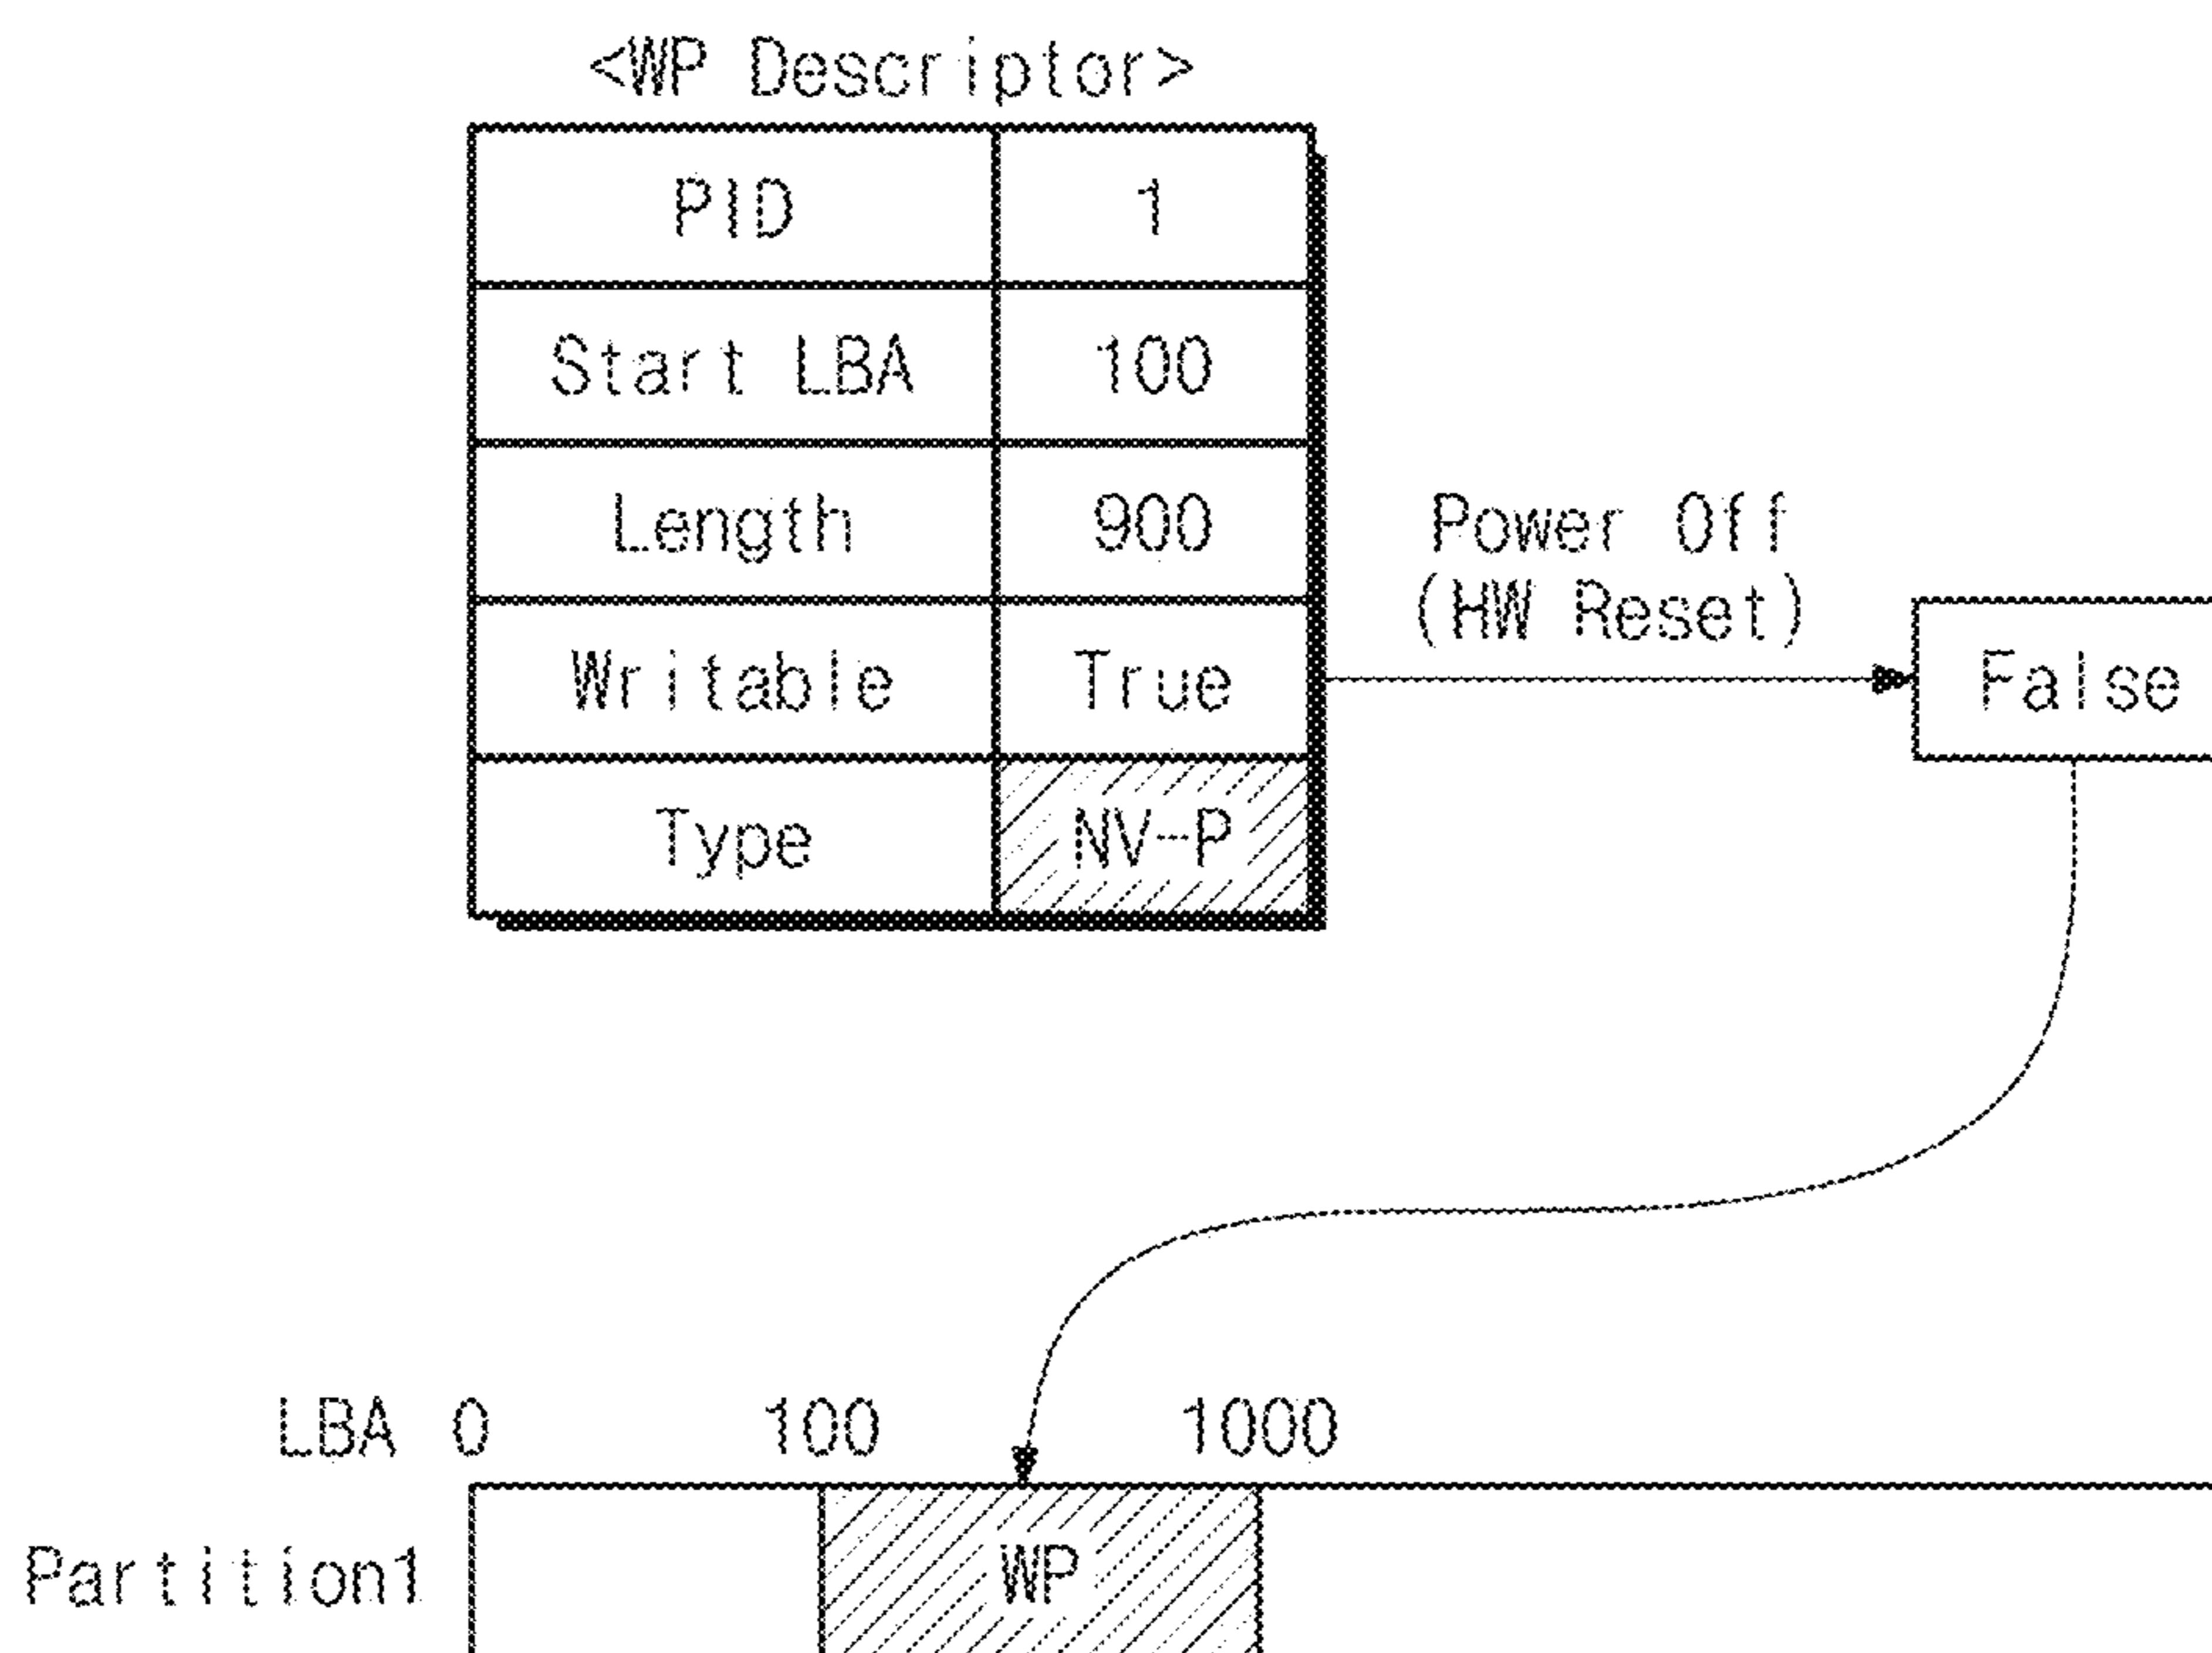 <WP Descriptor>
PID 1
Start LBA 100
Length 900
Writable True
Type NV-P
Power Off
(HW Reset)
False
LBA 0 100 1000
Partition1 WP